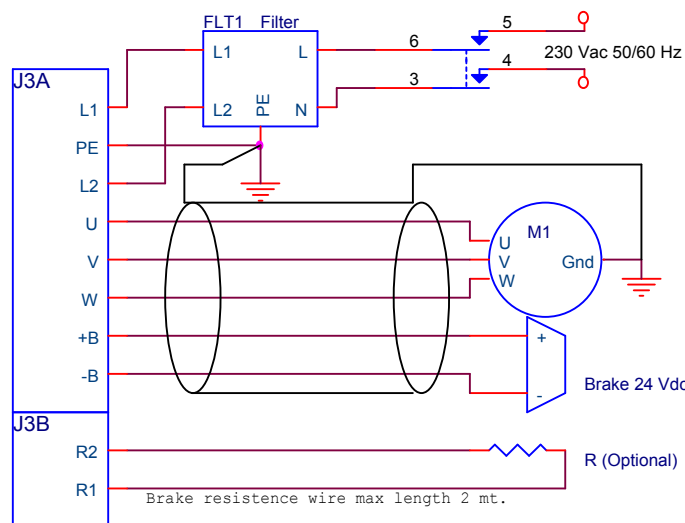 FLT1 Filter
5
L1
L
6
4
230 Vac 50/60 Hz
3
J3A
L1
L2
PE
N
PE
L2
U
V
W
+B
-B
U
V
W
M1
Gnd
+
-
Brake 24 Vdc
J3B
R2
R1
R (Optional)
Brake resistence wire max length 2 mt.